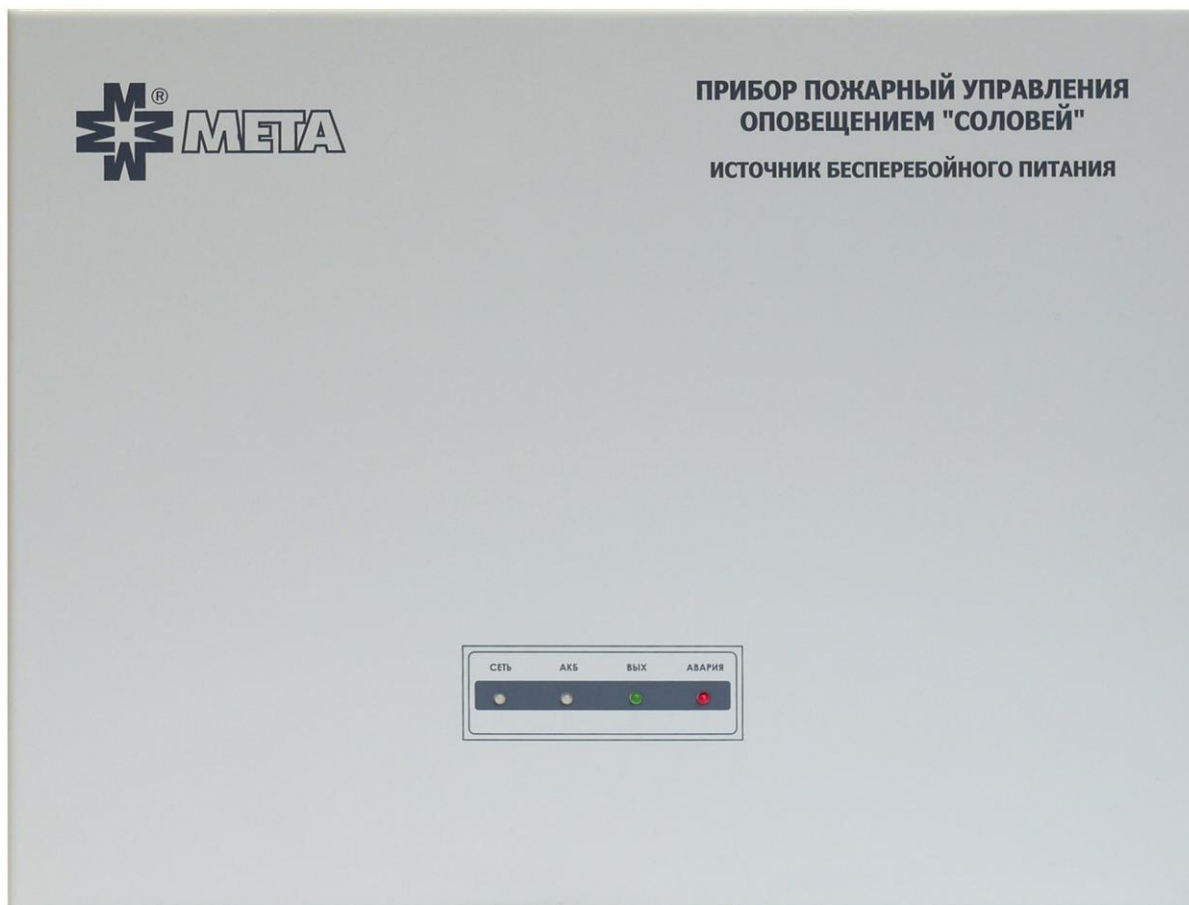 ® МЕТА
ПРИБОР ПОЖАРНЫЙ УПРАВЛЕНИЯ
ОПОВЕЩЕНИЕМ "СОЛОВЕЙ"
ИСТОЧНИК БЕСПЕРЕБОЙНОГО ПИТАНИЯ
СЕТЬ АКБ ВЫХ АВАРИЯ